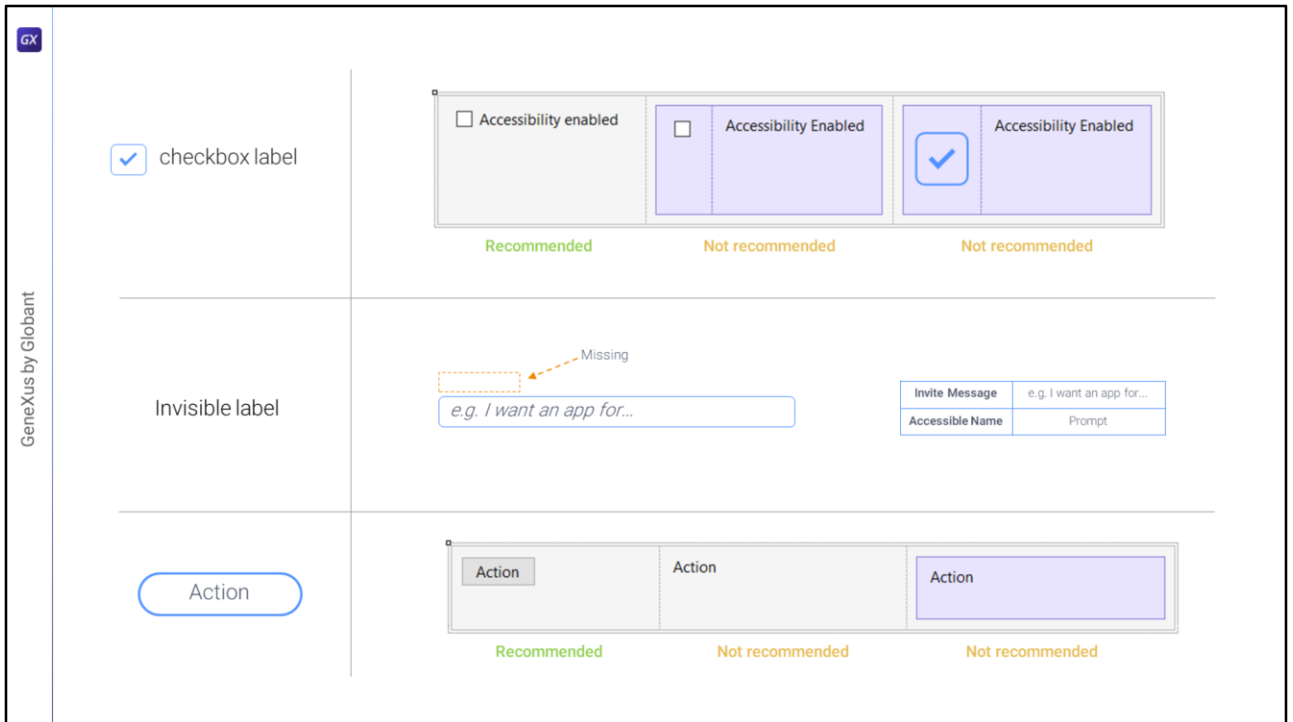 GX
GeneXus by Globant
checkbox label
Accessibility enabled
Accessibility Enabled
Accessibility Enabled
Recommended
Not recommended
Not recommended
Invisible label
Missing
e.g. I want an app for...
Invite Message
e.g. I want an app for...
Accessible Name
Prompt
Action
Action
Action
Action
Recommended
Not recommended
Not recommended